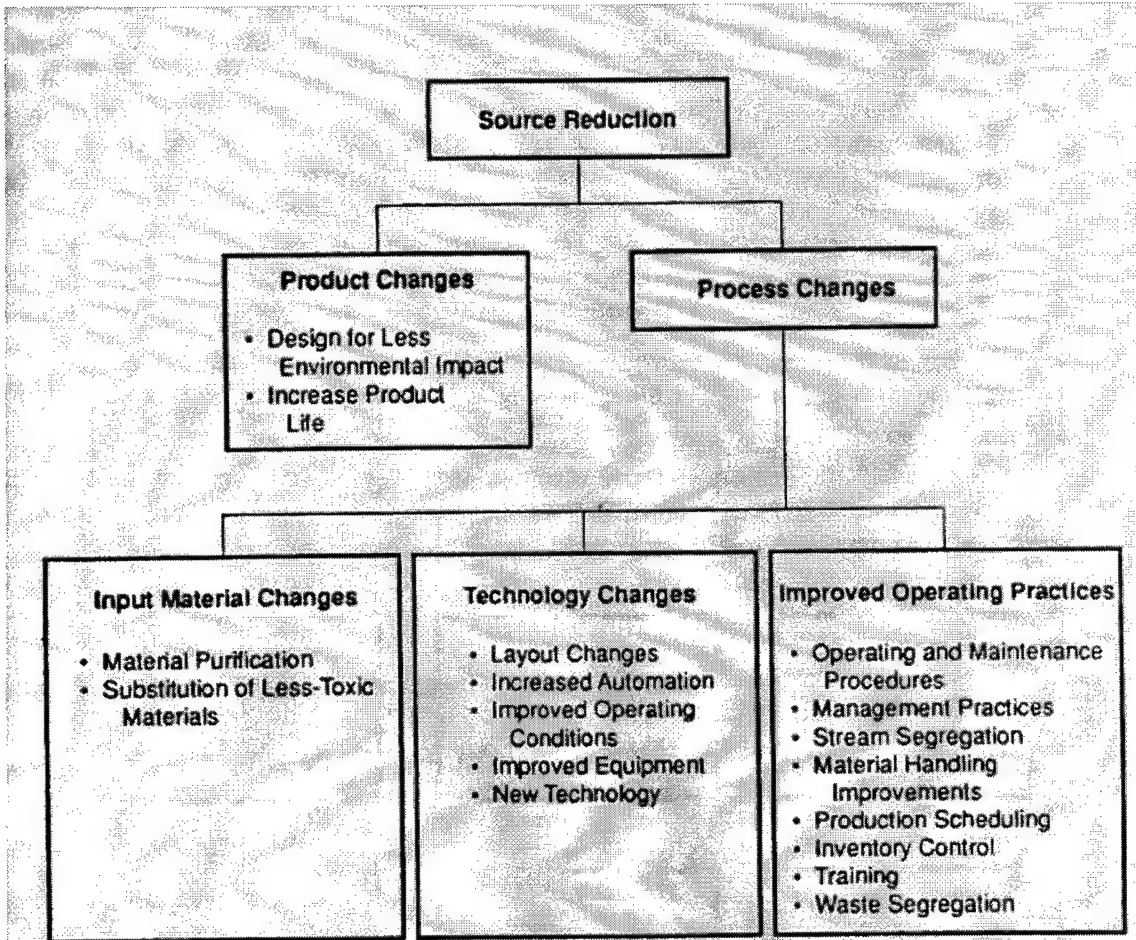 Source Reduction
Product Changes
• Design for Less
Environmental Impact
• Increase Product
Life
Process Changes
Input Material Changes
• Material Purification
• Substitution of Less-Toxic
Materials
Technology Changes
• Layout Changes
• Increased Automation
• Improved Operating
Conditions
• Improved Equipment
• New Technology
Improved Operating Practices
• Operating and Maintenance
Procedures
• Management Practices
• Stream Segregation
• Material Handling
Improvements
• Production Scheduling
• Inventory Control
• Training
• Waste Segregation